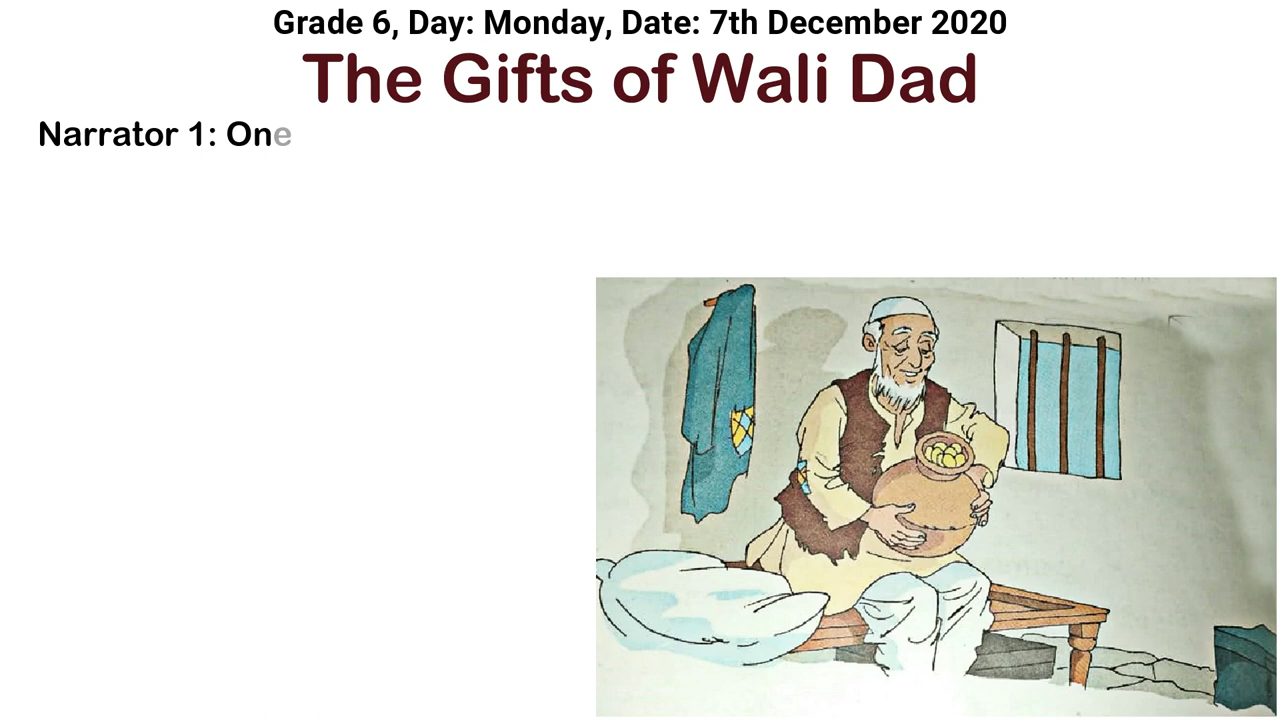 Grade 6, Day: Monday, Date: 7th December 2020
The Gifts of Wali Dad
Narrator 1: One